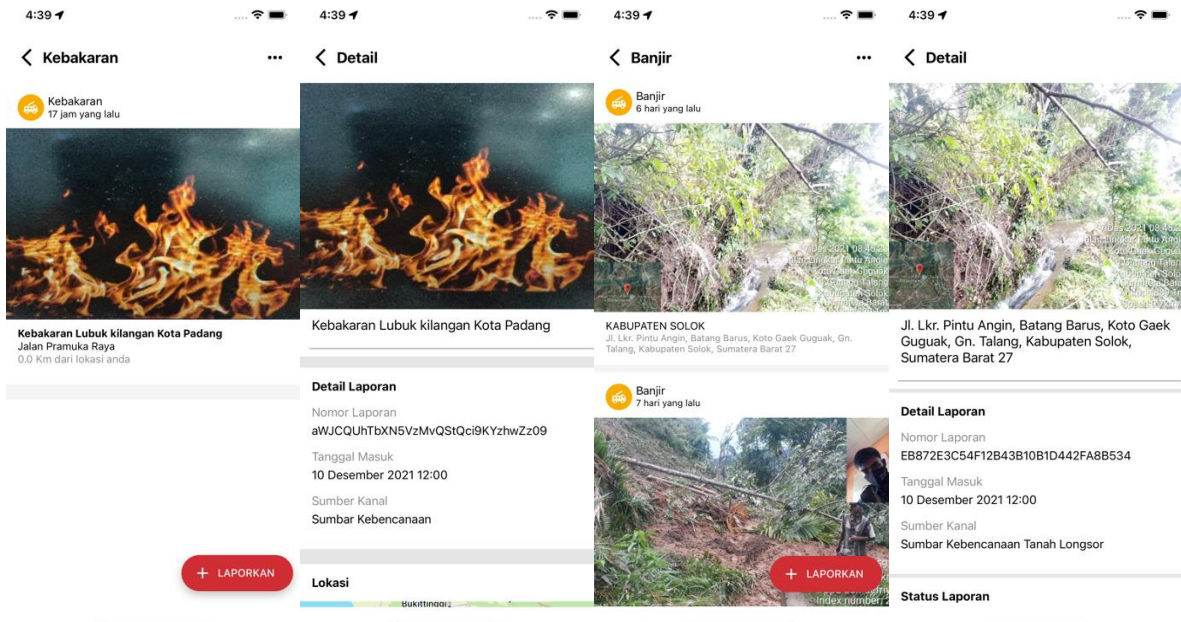 4:39
Kebakaran
Kebakaran
17 jam yang lalu
Kebakaran Lubuk kilangan Kota Padang
Jalan Pramuka Raya
0.0 Km dari lokasi anda
+ LAPORKAN
4:39
Detail
Kebakaran Lubuk kilangan Kota Padang
Detail Laporan
Nomor Laporan
aWJCQUhTbXN5VzMvQStQci9KYzhwZz09
Tanggal Masuk
10 Desember 2021 12:00
Sumber Kanal
Sumbar Kebencanaan
Lokasi
Bukittinggi
4:39
Banjir
Banjir
6 hari yang lalu
KABUPATEN SOLOK
Jl. Lkr. Pintu Angin, Batang Barus, Koto Gaek Guguak, Gn.
Talang, Kabupaten Solok, Sumatera Barat 27
Banjir
7 hari yang lalu
Index number:
+ LAPORKAN
4:39
Detail
Jl. Lkr. Pintu Angin, Batang Barus, Koto Gaek
Guguak, Gn. Talang, Kabupaten Solok,
Sumatera Barat 27
Detail Laporan
Nomor Laporan
EB872E3C54F12B43B10B1D442FA8B534
Tanggal Masuk
10 Desember 2021 12:00
Sumber Kanal
Sumbar Kebencanaan Tanah Longsor
Status Laporan